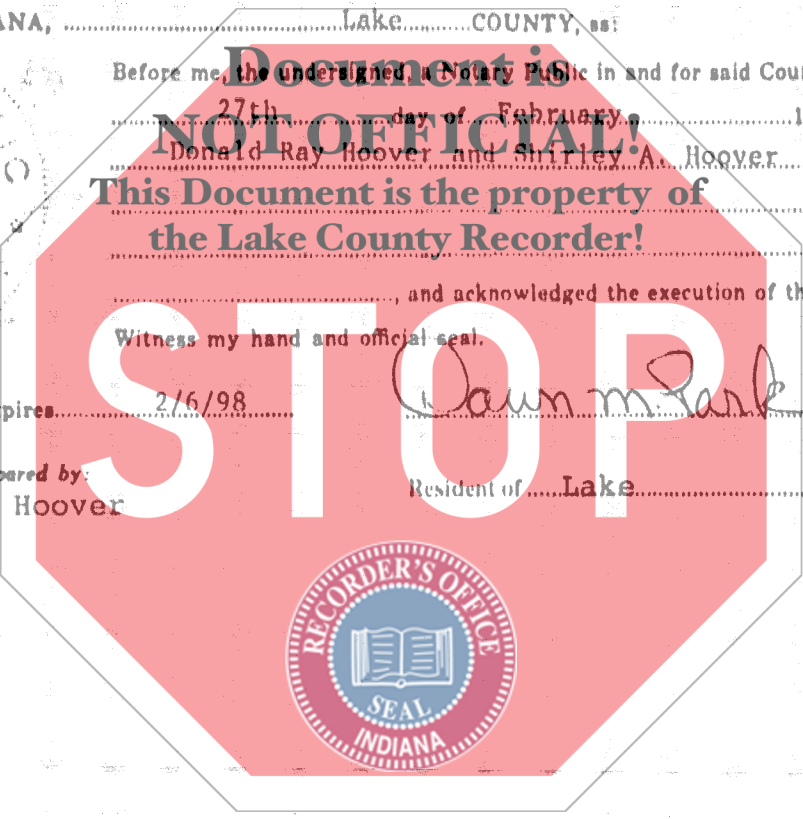 ANA, Lake COUNTY, ss:
Document is
Before me, the undersigned, a Notary Public in and for said Cou
27th day of February 1
NOT OFFICIAL!
Donald Ray Hoover and Shirley A. Hoover
This Document is the property of
the Lake County Recorder!
, and acknowledged the execution of th
STOP
Witness my hand and official seal.
pires 2/6/98 Dawn M Park
pared by:
Hoover
Resident of Lake
RECORDER'S OFFICE
SEAL
INDIANA